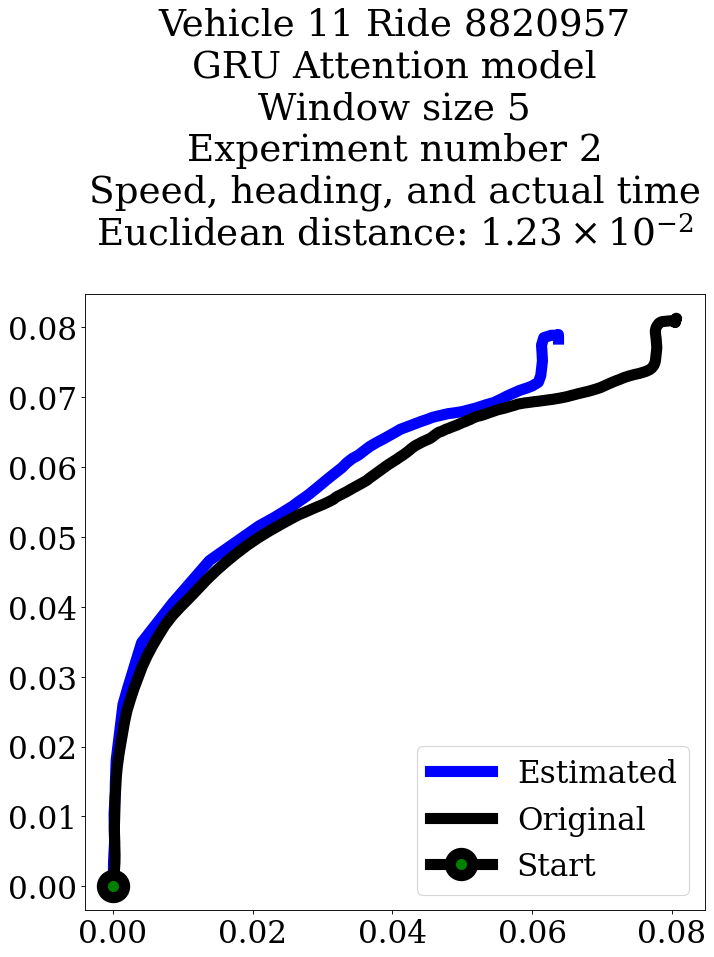 Vehicle 11 Ride 8820957
GRU Attention model
Window size 5
Experiment number 2
Speed, heading, and actual time
Euclidean distance: 1.23 × 10⁻²
0.08
0.07
0.06
0.05
0.04
0.03
0.02
0.01
0.00
Estimated
Original
Start
0.00 0.02 0.04 0.06 0.08